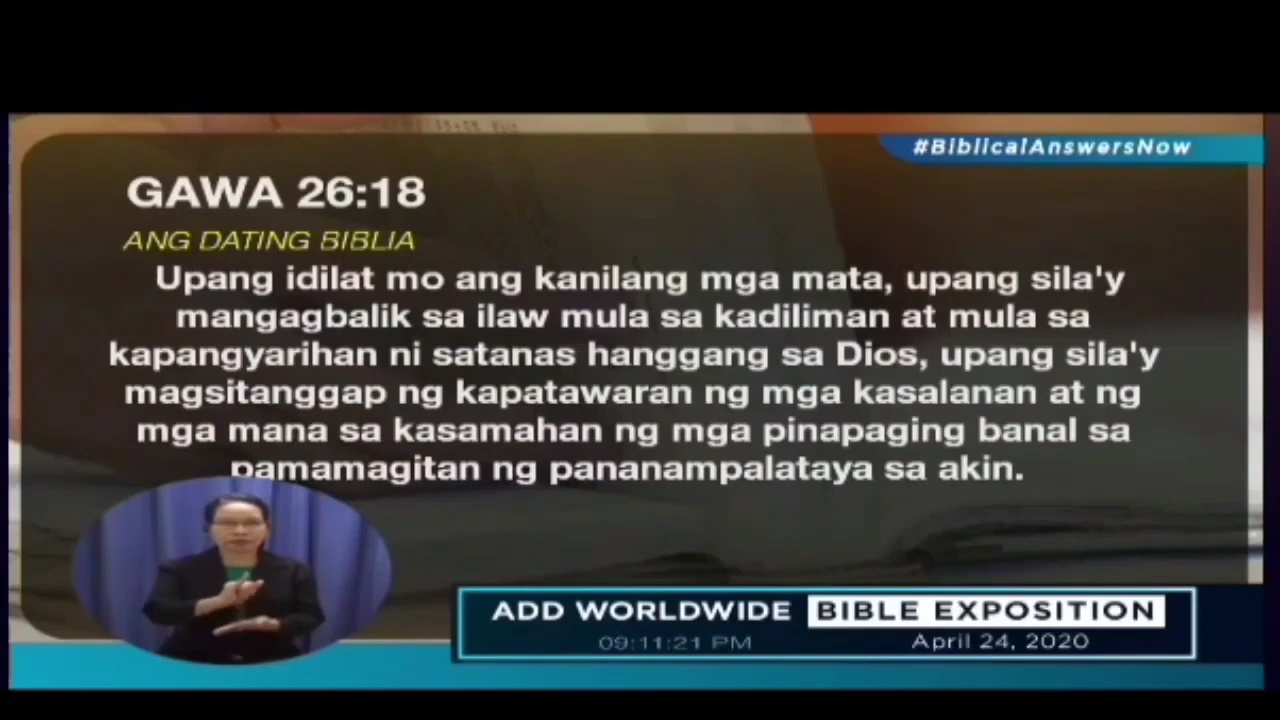 #BiblicalAnswersNow
GAWA 26:18
ANG DATING BIBLIA
Upang idilat mo ang kanilang mga mata, upang sila'y
mangagbalik sa ilaw mula sa kadiliman at mula sa
kapangyarihan ni satanas hanggang sa Dios, upang sila'y
magsitanggap ng kapatawaran ng mga kasalanan at ng
mga mana sa kasamahan ng mga pinapaging banal sa
pamamagitan ng pananampalataya sa akin.
ADD WORLDWIDE BIBLE EXPOSITION
09:11:21 PM April 24, 2020